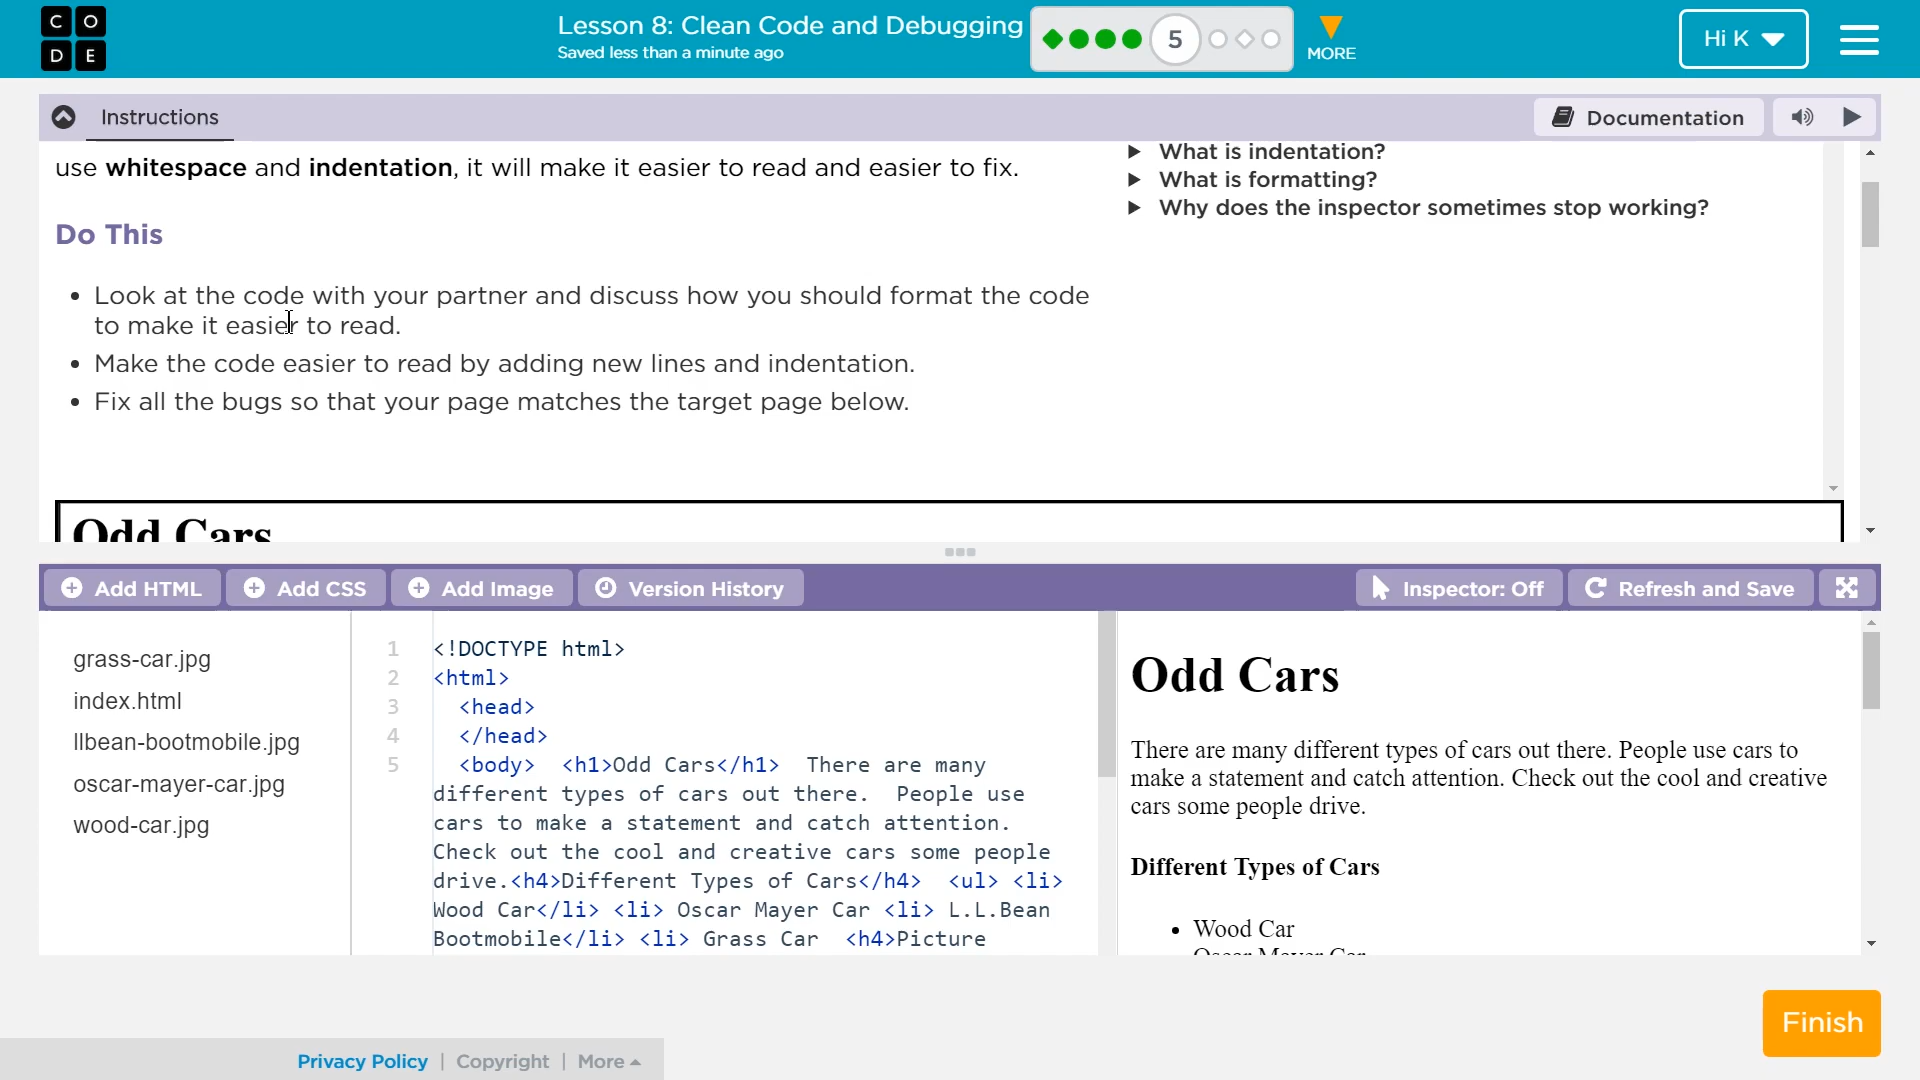 C O
D E
Lesson 8: Clean Code and Debugging
Saved less than a minute ago
5
MORE
Hi K
Instructions
Documentation
use whitespace and indentation, it will make it easier to read and easier to fix.
What is indentation?
What is formatting?
Why does the inspector sometimes stop working?
Do This
Look at the code with your partner and discuss how you should format the code
to make it easier to read.
Make the code easier to read by adding new lines and indentation.
Fix all the bugs so that your page matches the target page below.
Odd Cars
Add HTML
Add CSS
Add Image
Version History
Inspector: Off
Refresh and Save
grass-car.jpg
index.html
llbean-bootmobile.jpg
oscar-mayer-car.jpg
wood-car.jpg
1 <!DOCTYPE html>
2 <html>
3 <head>
4 </head>
5 <body> <h1>Odd Cars</h1> There are many
different types of cars out there. People use
cars to make a statement and catch attention.
Check out the cool and creative cars some people
drive.<h4>Different Types of Cars</h4> <ul> <li>
Wood Car</li> <li> Oscar Mayer Car <li> L.L.Bean
Bootmobile</li> <li> Grass Car <h4>Picture
Odd Cars
There are many different types of cars out there. People use cars to
make a statement and catch attention. Check out the cool and creative
cars some people drive.
Different Types of Cars
Wood Car
Oscar Mayer Car
Finish
Privacy Policy | Copyright | More